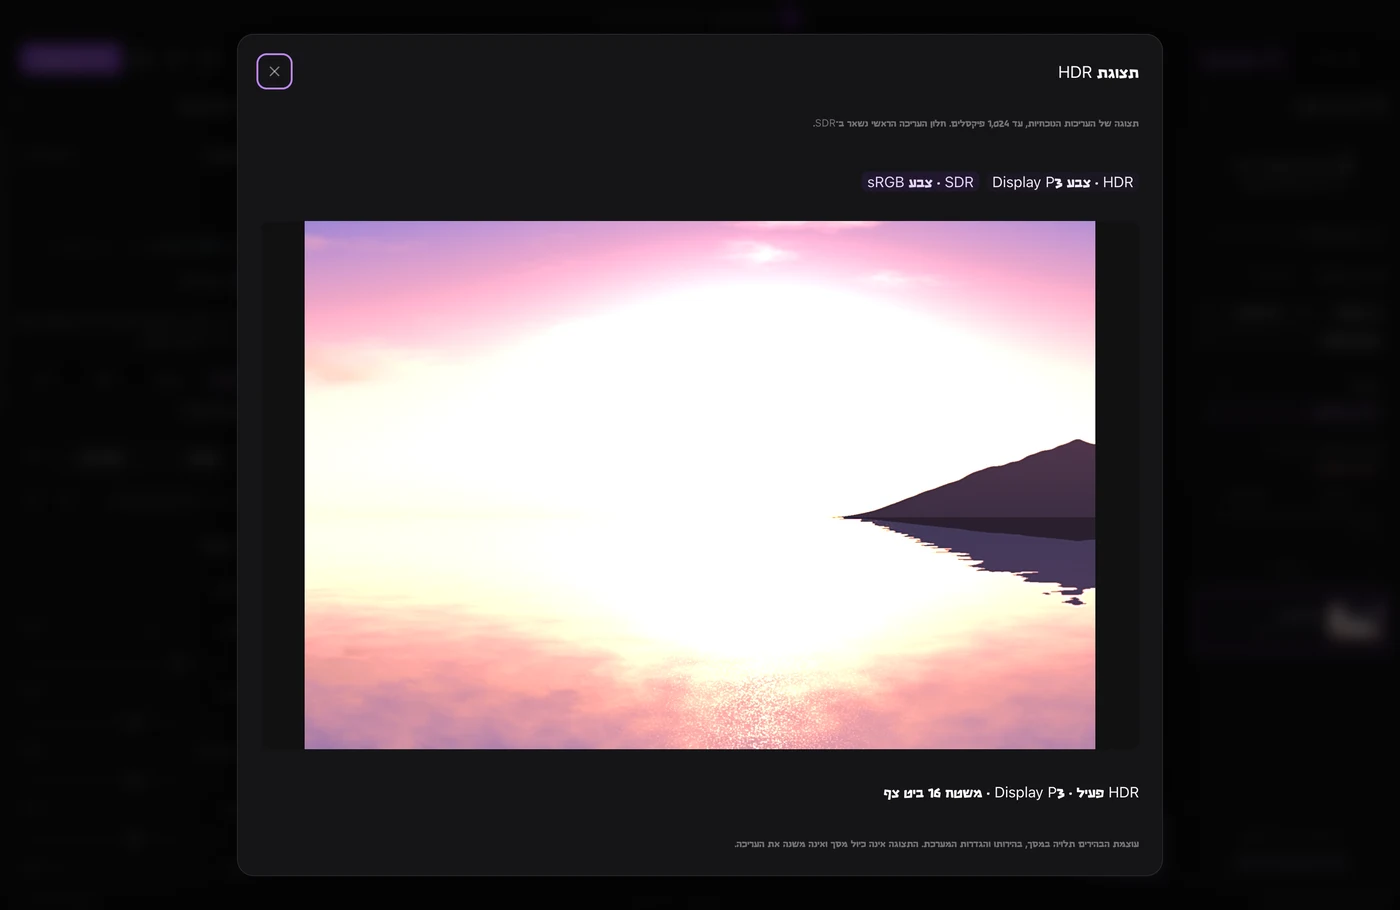 תצוגת HDR
תצוגה של העריכות הנוכחיות, עד 1,024 פיקסלים. חלון העריכה הראשי נשאר ב־SDR.
HDR · צבע Display P3
SDR · צבע sRGB
HDR פעיל · Display P3 · משטח 16 ביט צף
עוצמת הבהירים תלויה במסך, בהירותו והגדרות המערכת. התצוגה אינה כיול מסך ואינה משנה את העריכה.